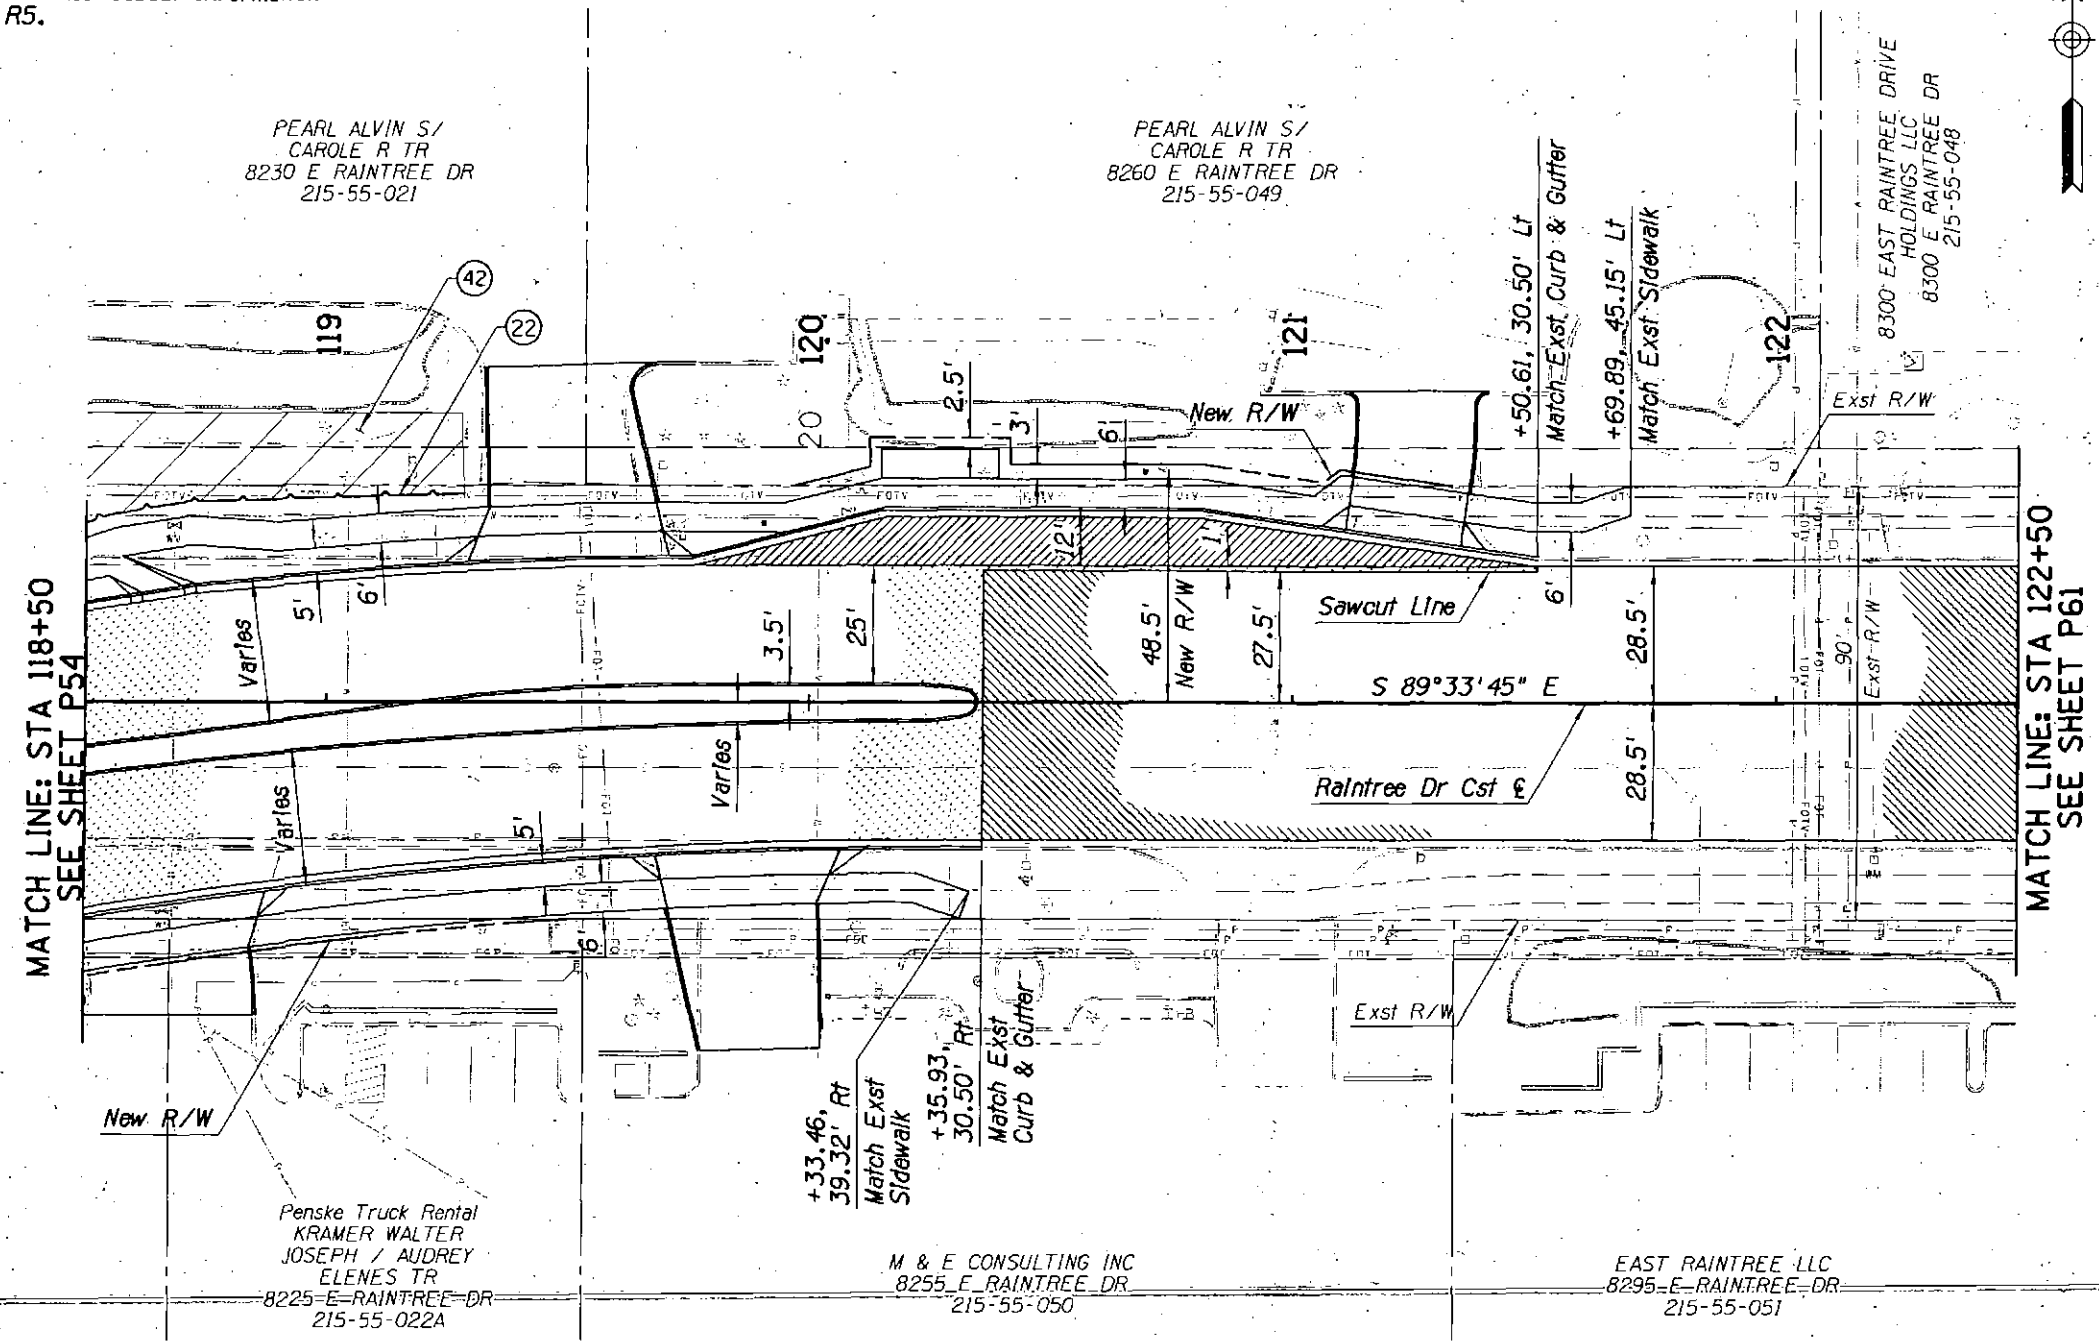 R5.
PEARL ALVIN S/
CAROLE R TR
8230 E RAINTREE DR
215-55-021
PEARL ALVIN S/
CAROLE R TR
8260 E RAINTREE DR
215-55-049
8300 EAST RAINTREE DRIVE
HOLDINGS LLC
8300 E RAINTREE DR
215-55-048
42
22
119
120
121
122
20
2.5'
3'
6'
New R/W
+50.61, 30.50' Lt
Match Exst Curb & Gutter
+69.89, 45.15' Lt
Match Exst Sidewalk
Exst R/W
MATCH LINE: STA 118+50
SEE SHEET P54
Varies
5'
6'
3.5'
25'
12'
1'
48.5'
New R/W
27.5'
Sawcut Line
6'
28.5'
S 89°33'45" E
90'
Exst R/W
MATCH LINE: STA 122+50
SEE SHEET P61
Varies
5'
Varies
Raintree Dr Cst ℄
28.5'
6'
New R/W
+33.46,
39.32' Rt
Match Exst
Sidewalk
+35.93,
30.50' Rt
Match Exst
Curb & Gutter
Exst R/W
Penske Truck Rental
KRAMER WALTER
JOSEPH / AUDREY
ELENES TR
8225 E RAINTREE DR
215-55-022A
M & E CONSULTING INC
8255 E RAINTREE DR
215-55-050
EAST RAINTREE LLC
8295 E RAINTREE DR
215-55-051